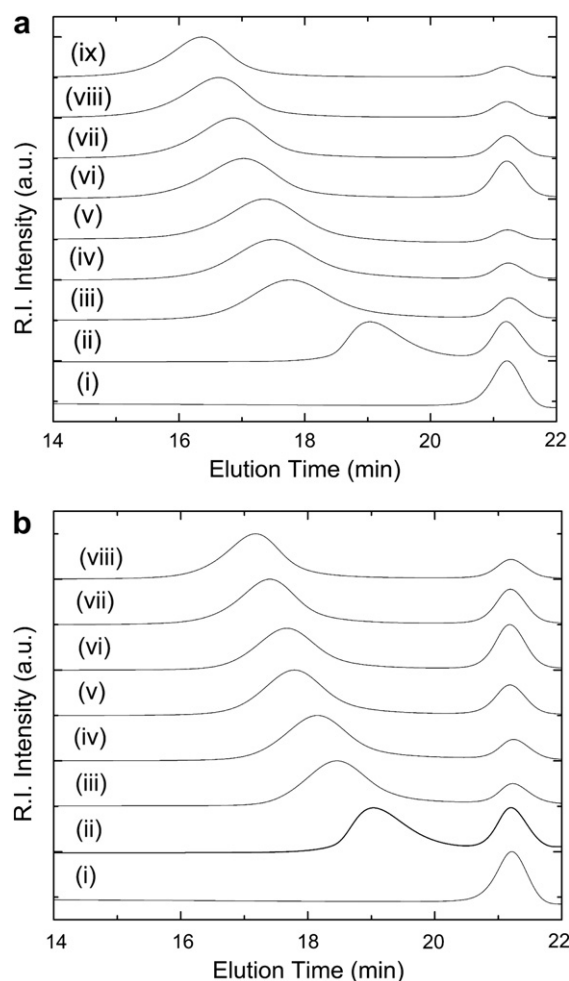 a
(ix)
(viii)
(vii)
(vi)
(v)
(iv)
(iii)
(ii)
(i)
R.I. Intensity (a.u.)
14 16 18 20 22
Elution Time (min)
b
(viii)
(vii)
(vi)
(v)
(iv)
(iii)
(ii)
(i)
R.I. Intensity (a.u.)
14 16 18 20 22
Elution Time (min)